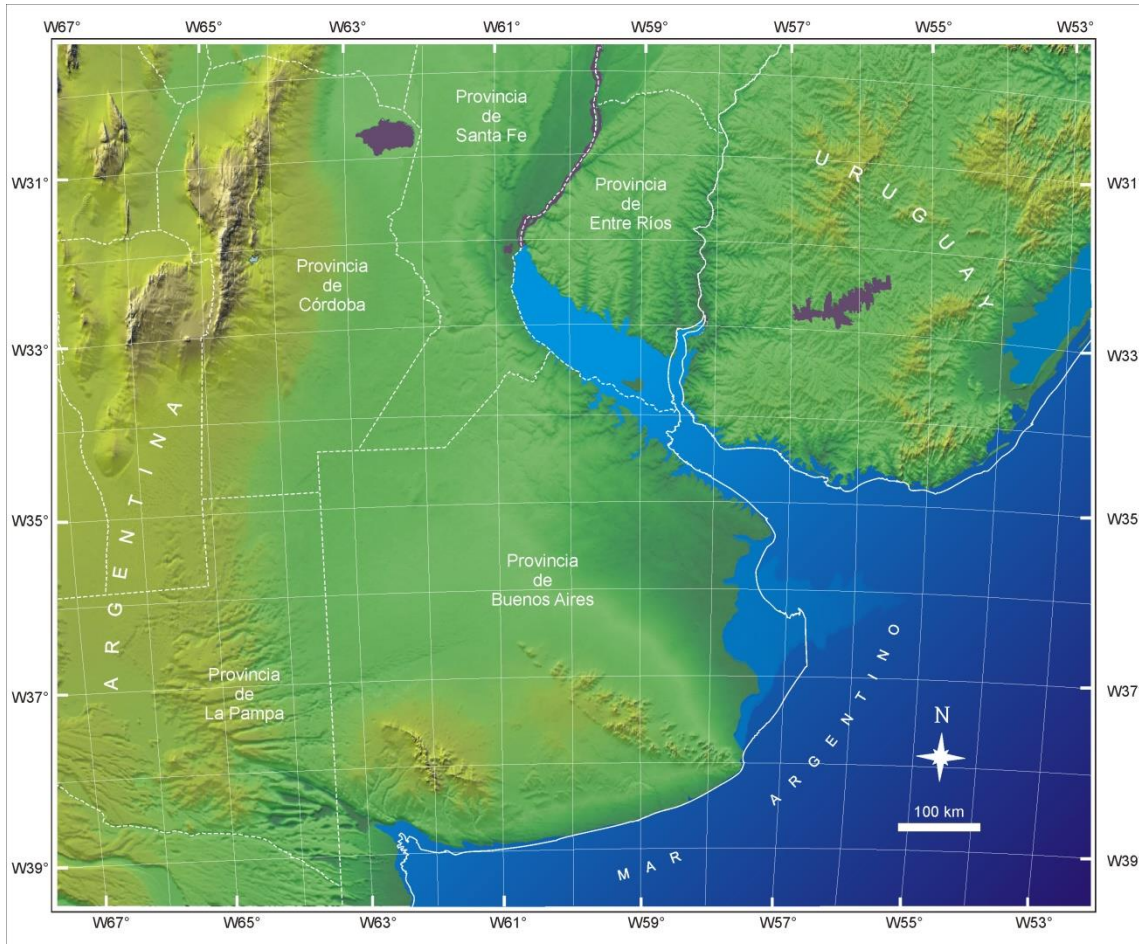 W67° W65° W63° W61° W59° W57° W55° W53°
Provincia
de
Santa Fe
URUGUAY
W31° W31°
Provincia
de
Entre Ríos
Provincia
de
Córdoba
W33° W33°
ARGENTINA
W35° W35°
Provincia
de
Buenos Aires
MAR ARGENTINO
Provincia
de
La Pampa
W37° W37°
N
100 km
W39° W39°
W67° W65° W63° W61° W59° W57° W55° W53°